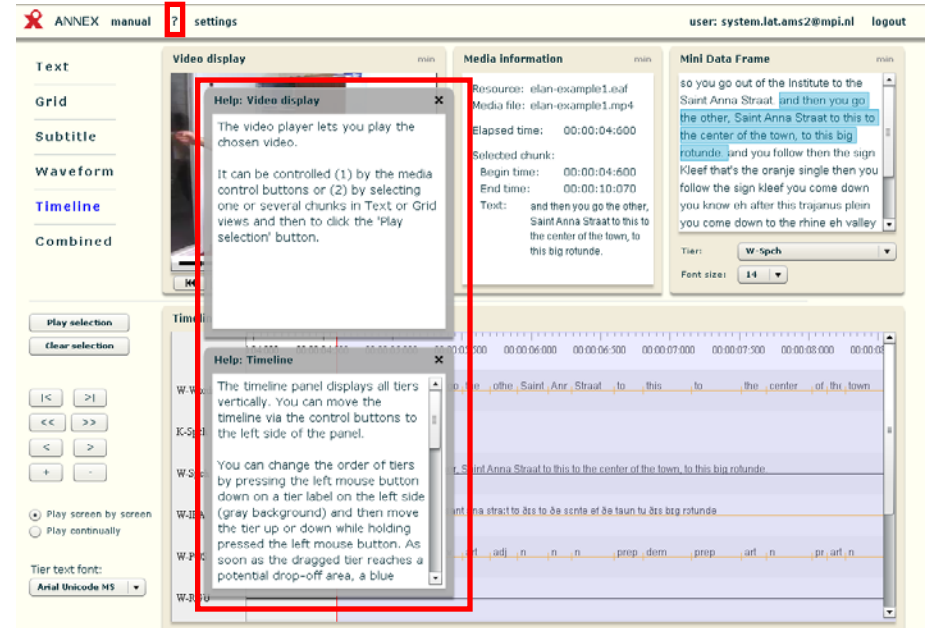 ANNEX manual ? settings user: system.lat.ams2@mpi.nl logout
Text
Grid
Subtitle
Waveform
Timeline
Combined
Video display min
Help: Video display x
The video player lets you play the
chosen video.
It can be controlled (1) by the media
control buttons or (2) by selecting
one or several chunks in Text or Grid
views and then to click the 'Play
selection' button.
Media information min
Resource: elan-example1.eaf
Media file: elan-example1.mp4
Elapsed time: 00:00:04:600
Selected chunk:
Begin time: 00:00:04:600
End time: 00:00:10:070
Text: and then you go the other,
Saint Anna Straat to this to
the center of the town, to
this big rotunde.
Mini Data Frame min
so you go out of the Institute to the
Saint Anna Straat. and then you go
the other, Saint Anna Straat to this to
the center of the town, to this big
rotunde. and you follow then the sign
Kleef that's the oranje single then you
follow the sign kleef you come down
you know eh after this trajanus plein
you come down to the rhine eh valley
Tier: W-Spch
Font size: 14
Play selection
Clear selection
|< >|
<< >>
< >
+ -
Play screen by screen
Play continually
Tier text font:
Arial Unicode MS
Help: Timeline x
The timeline panel displays all tiers
vertically. You can move the
timeline via the control buttons to
the left side of the panel.
You can change the order of tiers
by pressing the left mouse button
down on a tier label on the left side
(gray background) and then move
the tier up or down while holding
pressed the left mouse button. As
soon as the dragged tier reaches a
potential drop-off area, a blue
00:00:06:000 00:00:06:500 00:00:07:000 00:00:07:500 00:00:08:000
the othe Saint Anr Straat to this to the center of the town
Saint Anna Straat to this to the center of the town, to this big rotunde.
art adj n n n prep dem prep art n pr art n